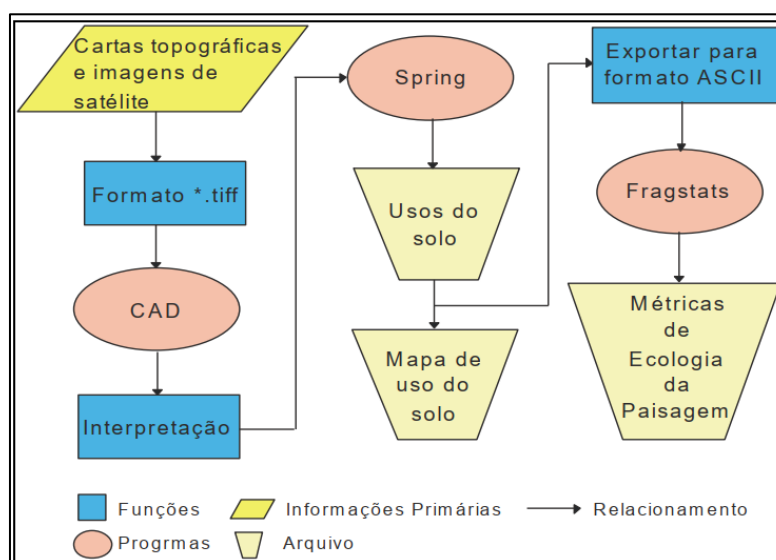 Cartas topográficas
e imagens de
satélite
Formato *.tiff
CAD
Interpretação
Spring
Usos do
solo
Mapa de
uso do
solo
Exportar para
formato ASCII
Fragstats
Métricas
de
Ecologia
da
Paisagem
Funções
Informações Primárias
Relacionamento
Progrmas
Arquivo